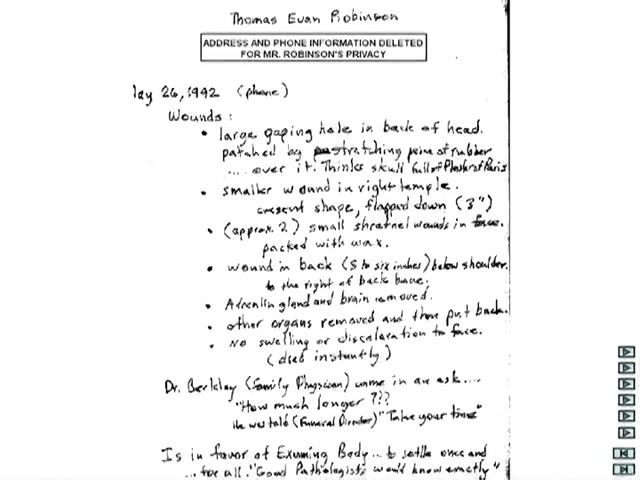 Thomas Evan Robinson
ADDRESS AND PHONE INFORMATION DELETED
FOR MR. ROBINSON'S PRIVACY
lay 26, 1992 (phone)
Wounds:
• large gaping hole in back of head.
patched by stretching piece of rubber
.... over it. Thinks skull full of Plaster of Paris
• smaller wound in right temple.
cresent shape, flapped down (3")
• (approx. 2) small shrapnel wounds in face.
packed with wax.
• wound in back (5 to six inches) below shoulder.
to the right of back bone.
• Adrenlin gland and brain removed.
• other organs removed and then put back.
• No swelling or discoloration to face.
(died instantly)
Dr. Berkley (family Physician) came in an ask....
"How much longer ???"
He was told (Funeral Director) "Take your time"
Is in favor of Exuming Body... to settle once and
... for all. "Good Pathologists would know exactly"